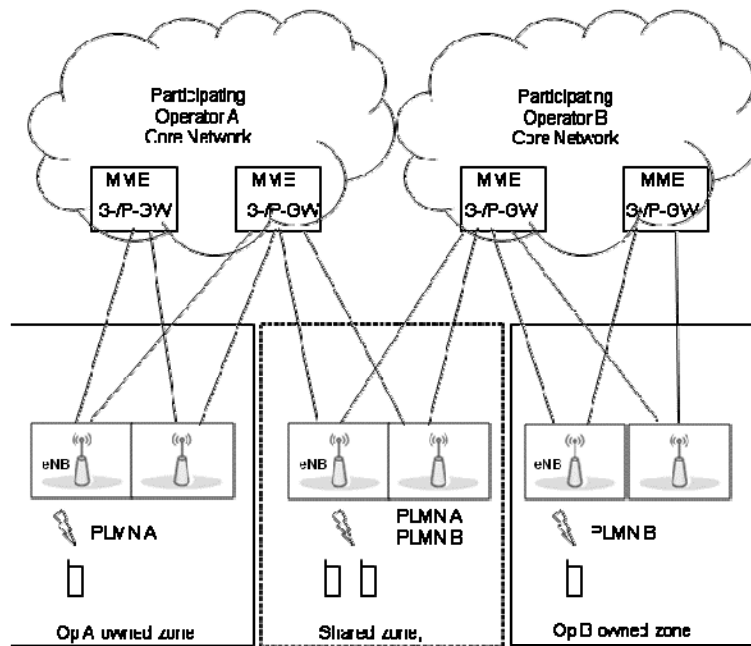 Participating
Operator A
Core Network
Participating
Operator B
Core Network
MME
S-/P-GW
MME
S-/P-GW
MME
S-/P-GW
MME
S-/P-GW
eNB
eNB
eNB
PLMN A
PLMN A
PLMN B
PLMN B
Op A owned zone
Shared zone,
Op B owned zone